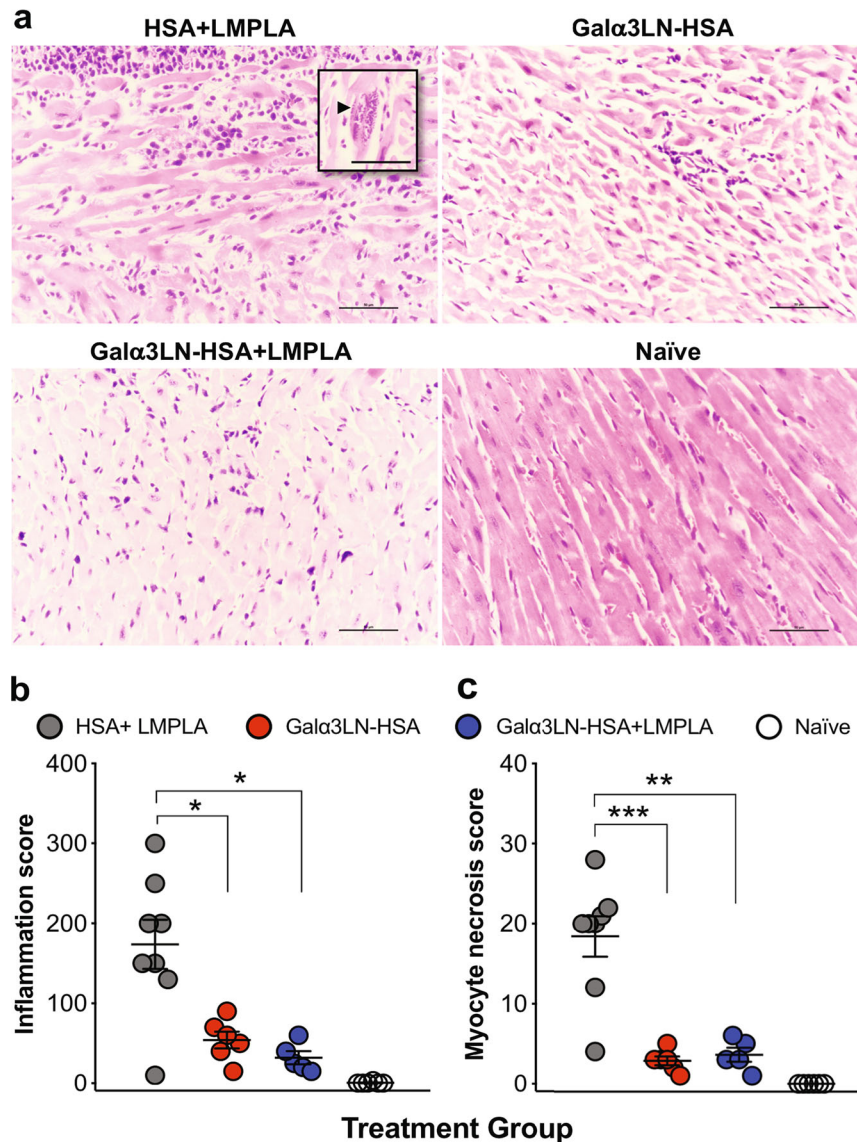 a
HSA+LMPLA
Galα3LN-HSA
Galα3LN-HSA+LMPLA
Naïve
b
c
HSA+ LMPLA
Galα3LN-HSA
Galα3LN-HSA+LMPLA
Naïve
Inflammation score
400
300
200
100
0
*
*
Myocyte necrosis score
40
30
20
10
0
**
***
Treatment Group